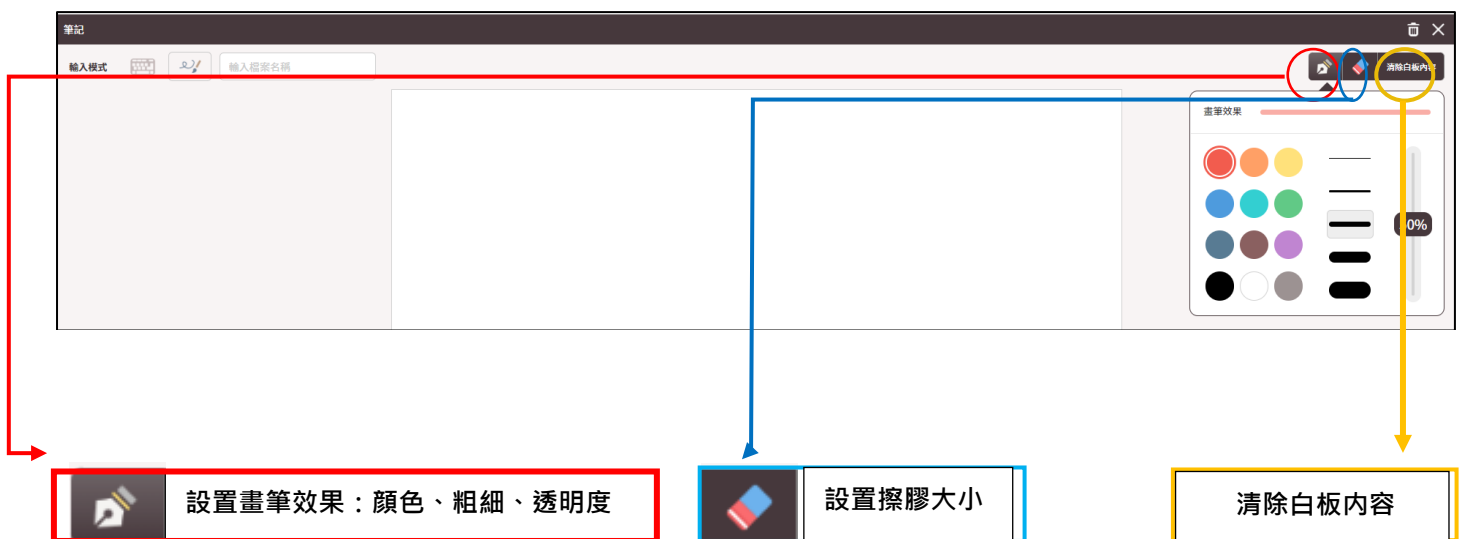 筆記
輸入模式 輸入檔案名稱 清除白板內容
畫筆效果
設置畫筆效果：顏色、粗細、透明度
設置擦膠大小
清除白板內容